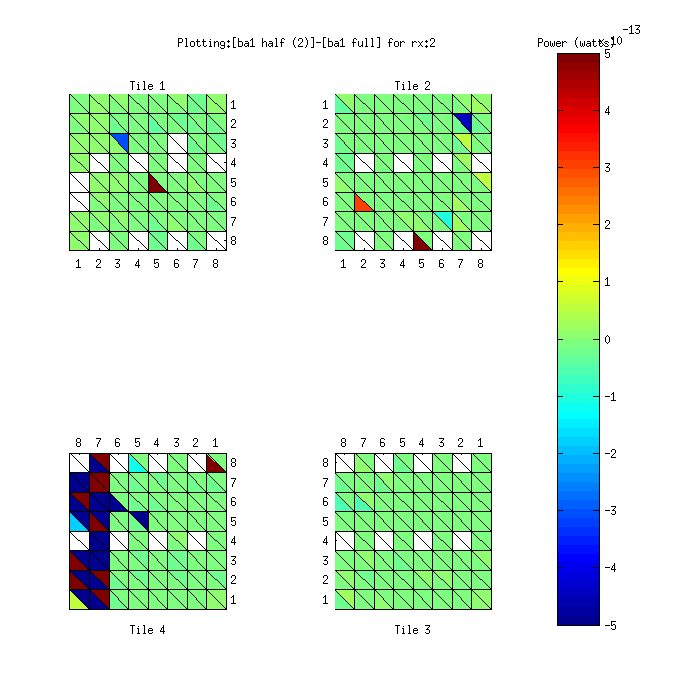 Plotting:[ba1 half (2)]-[ba1 full] for rx:2
Power (watts)
x 10 -13
Tile 1
Tile 2
1 2 3 4 5 6 7 8
1 2 3 4 5 6 7 8
1 2 3 4 5 6 7 8
1 2 3 4 5 6 7 8
8 7 6 5 4 3 2 1
8 7 6 5 4 3 2 1
8 7 6 5 4 3 2 1
8 7 6 5 4 3 2 1
Tile 4
Tile 3
5
4
3
2
1
0
-1
-2
-3
-4
-5